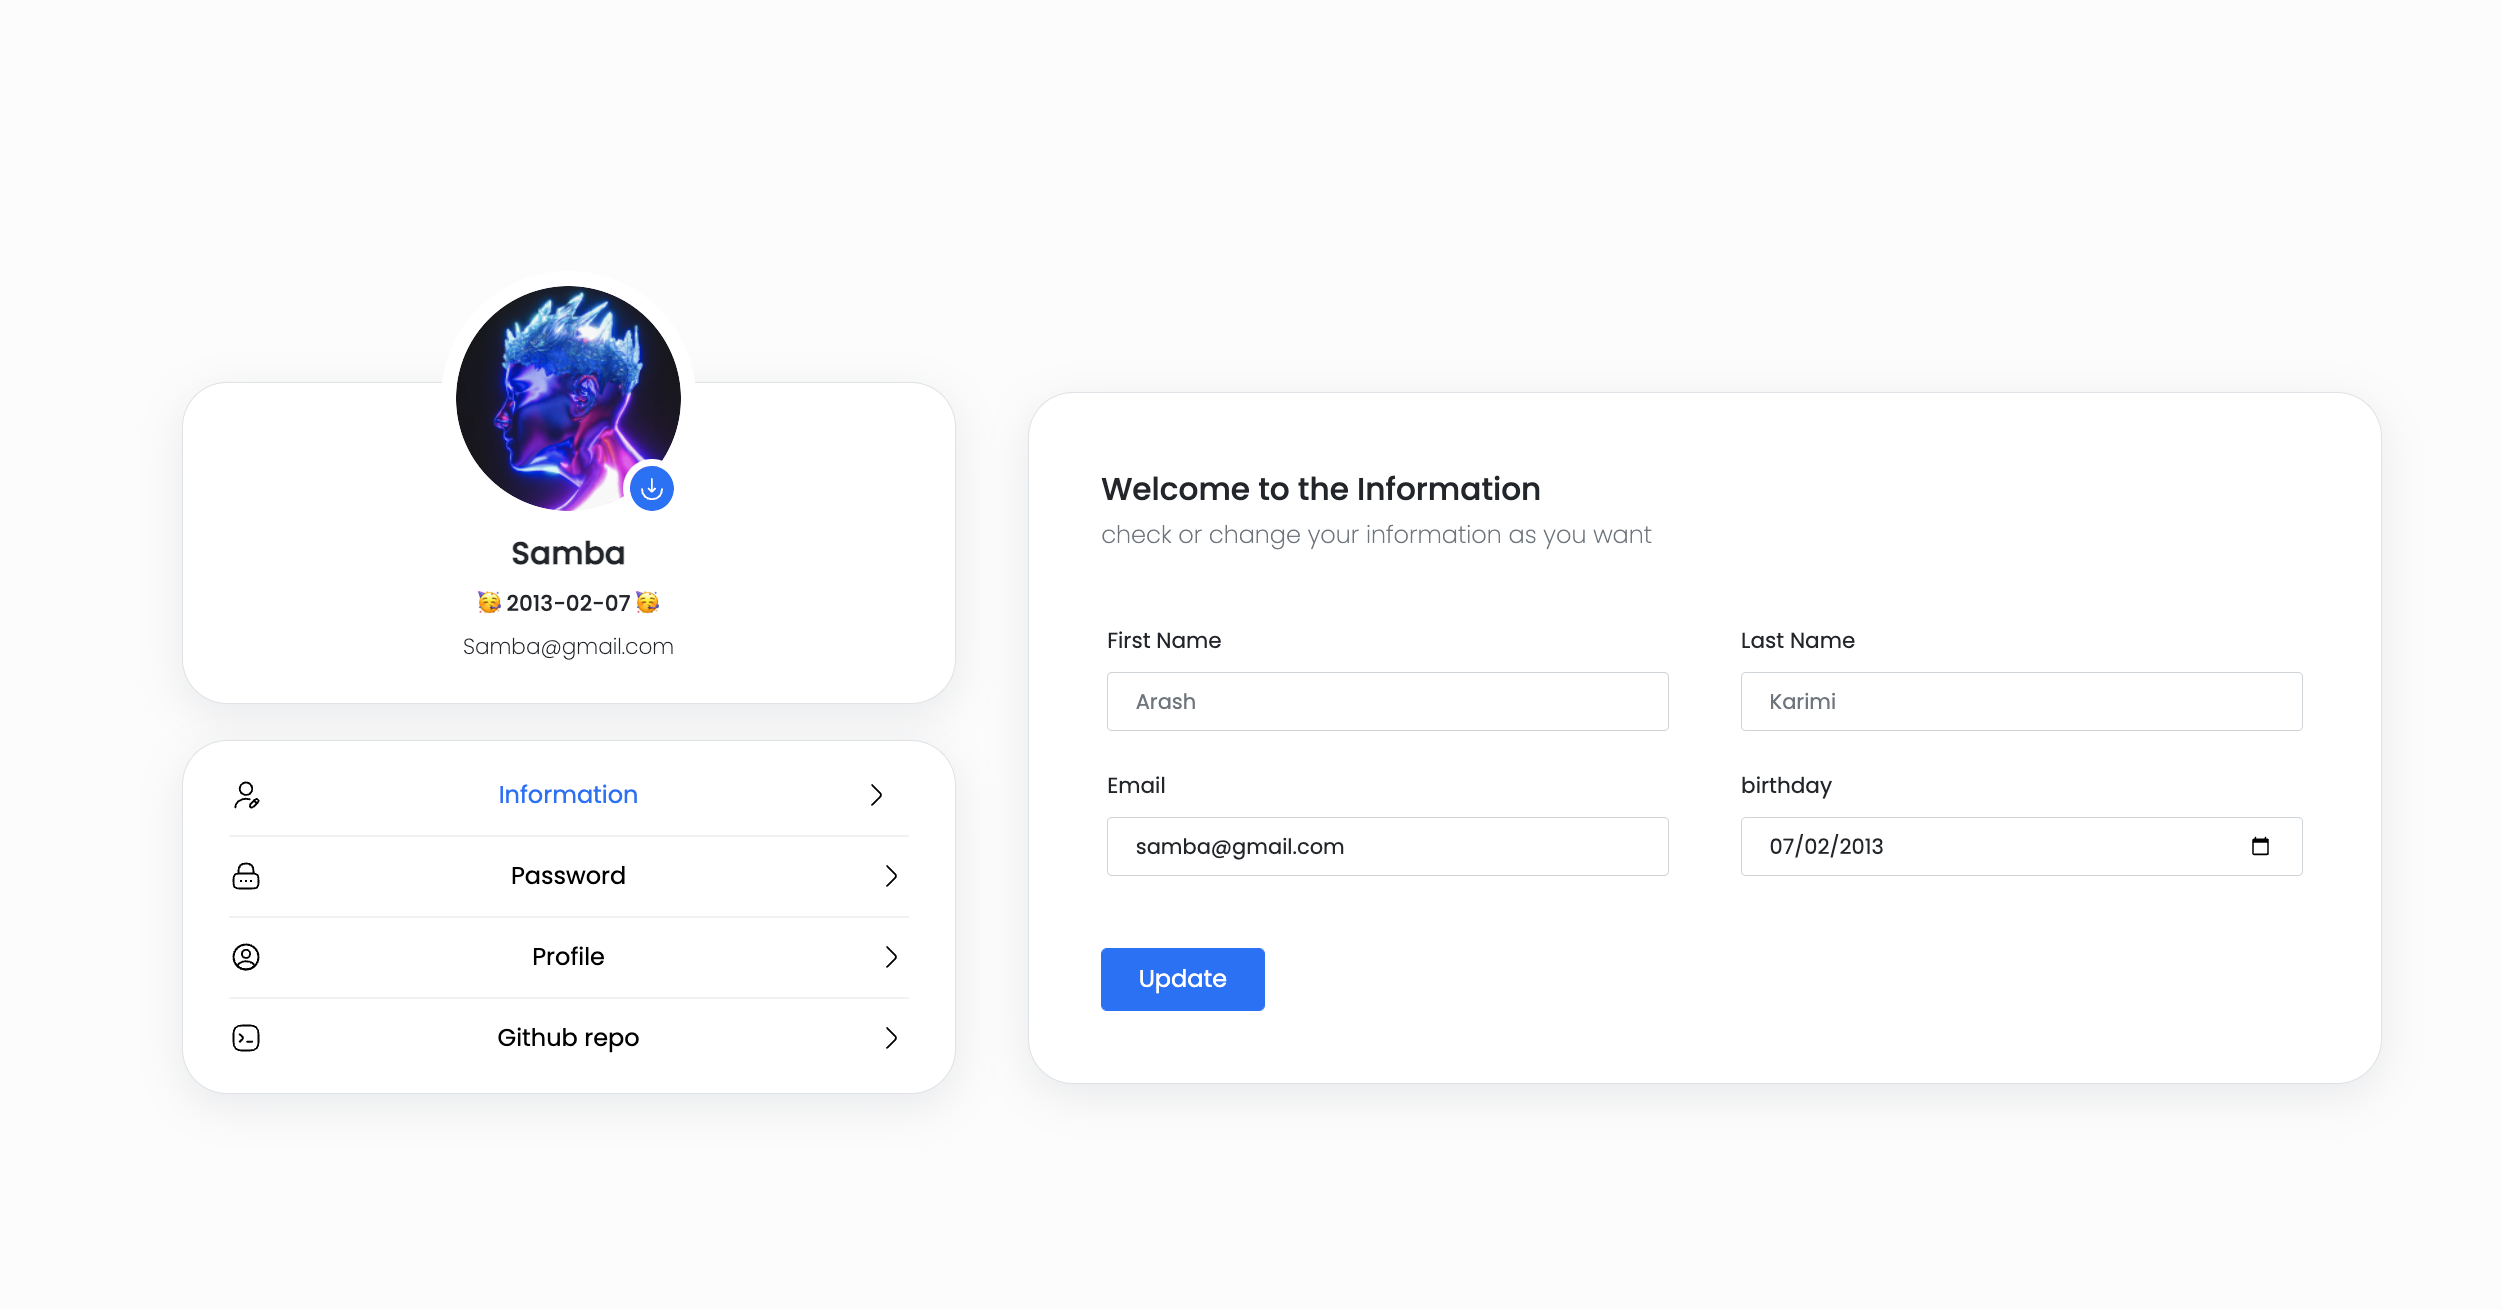 Samba
🥳 2013-02-07 🥳
Samba@gmail.com
Information
Password
Profile
Github repo
Welcome to the Information
check or change your information as you want
First Name
Arash
Last Name
Karimi
Email
samba@gmail.com
birthday
07/02/2013
Update